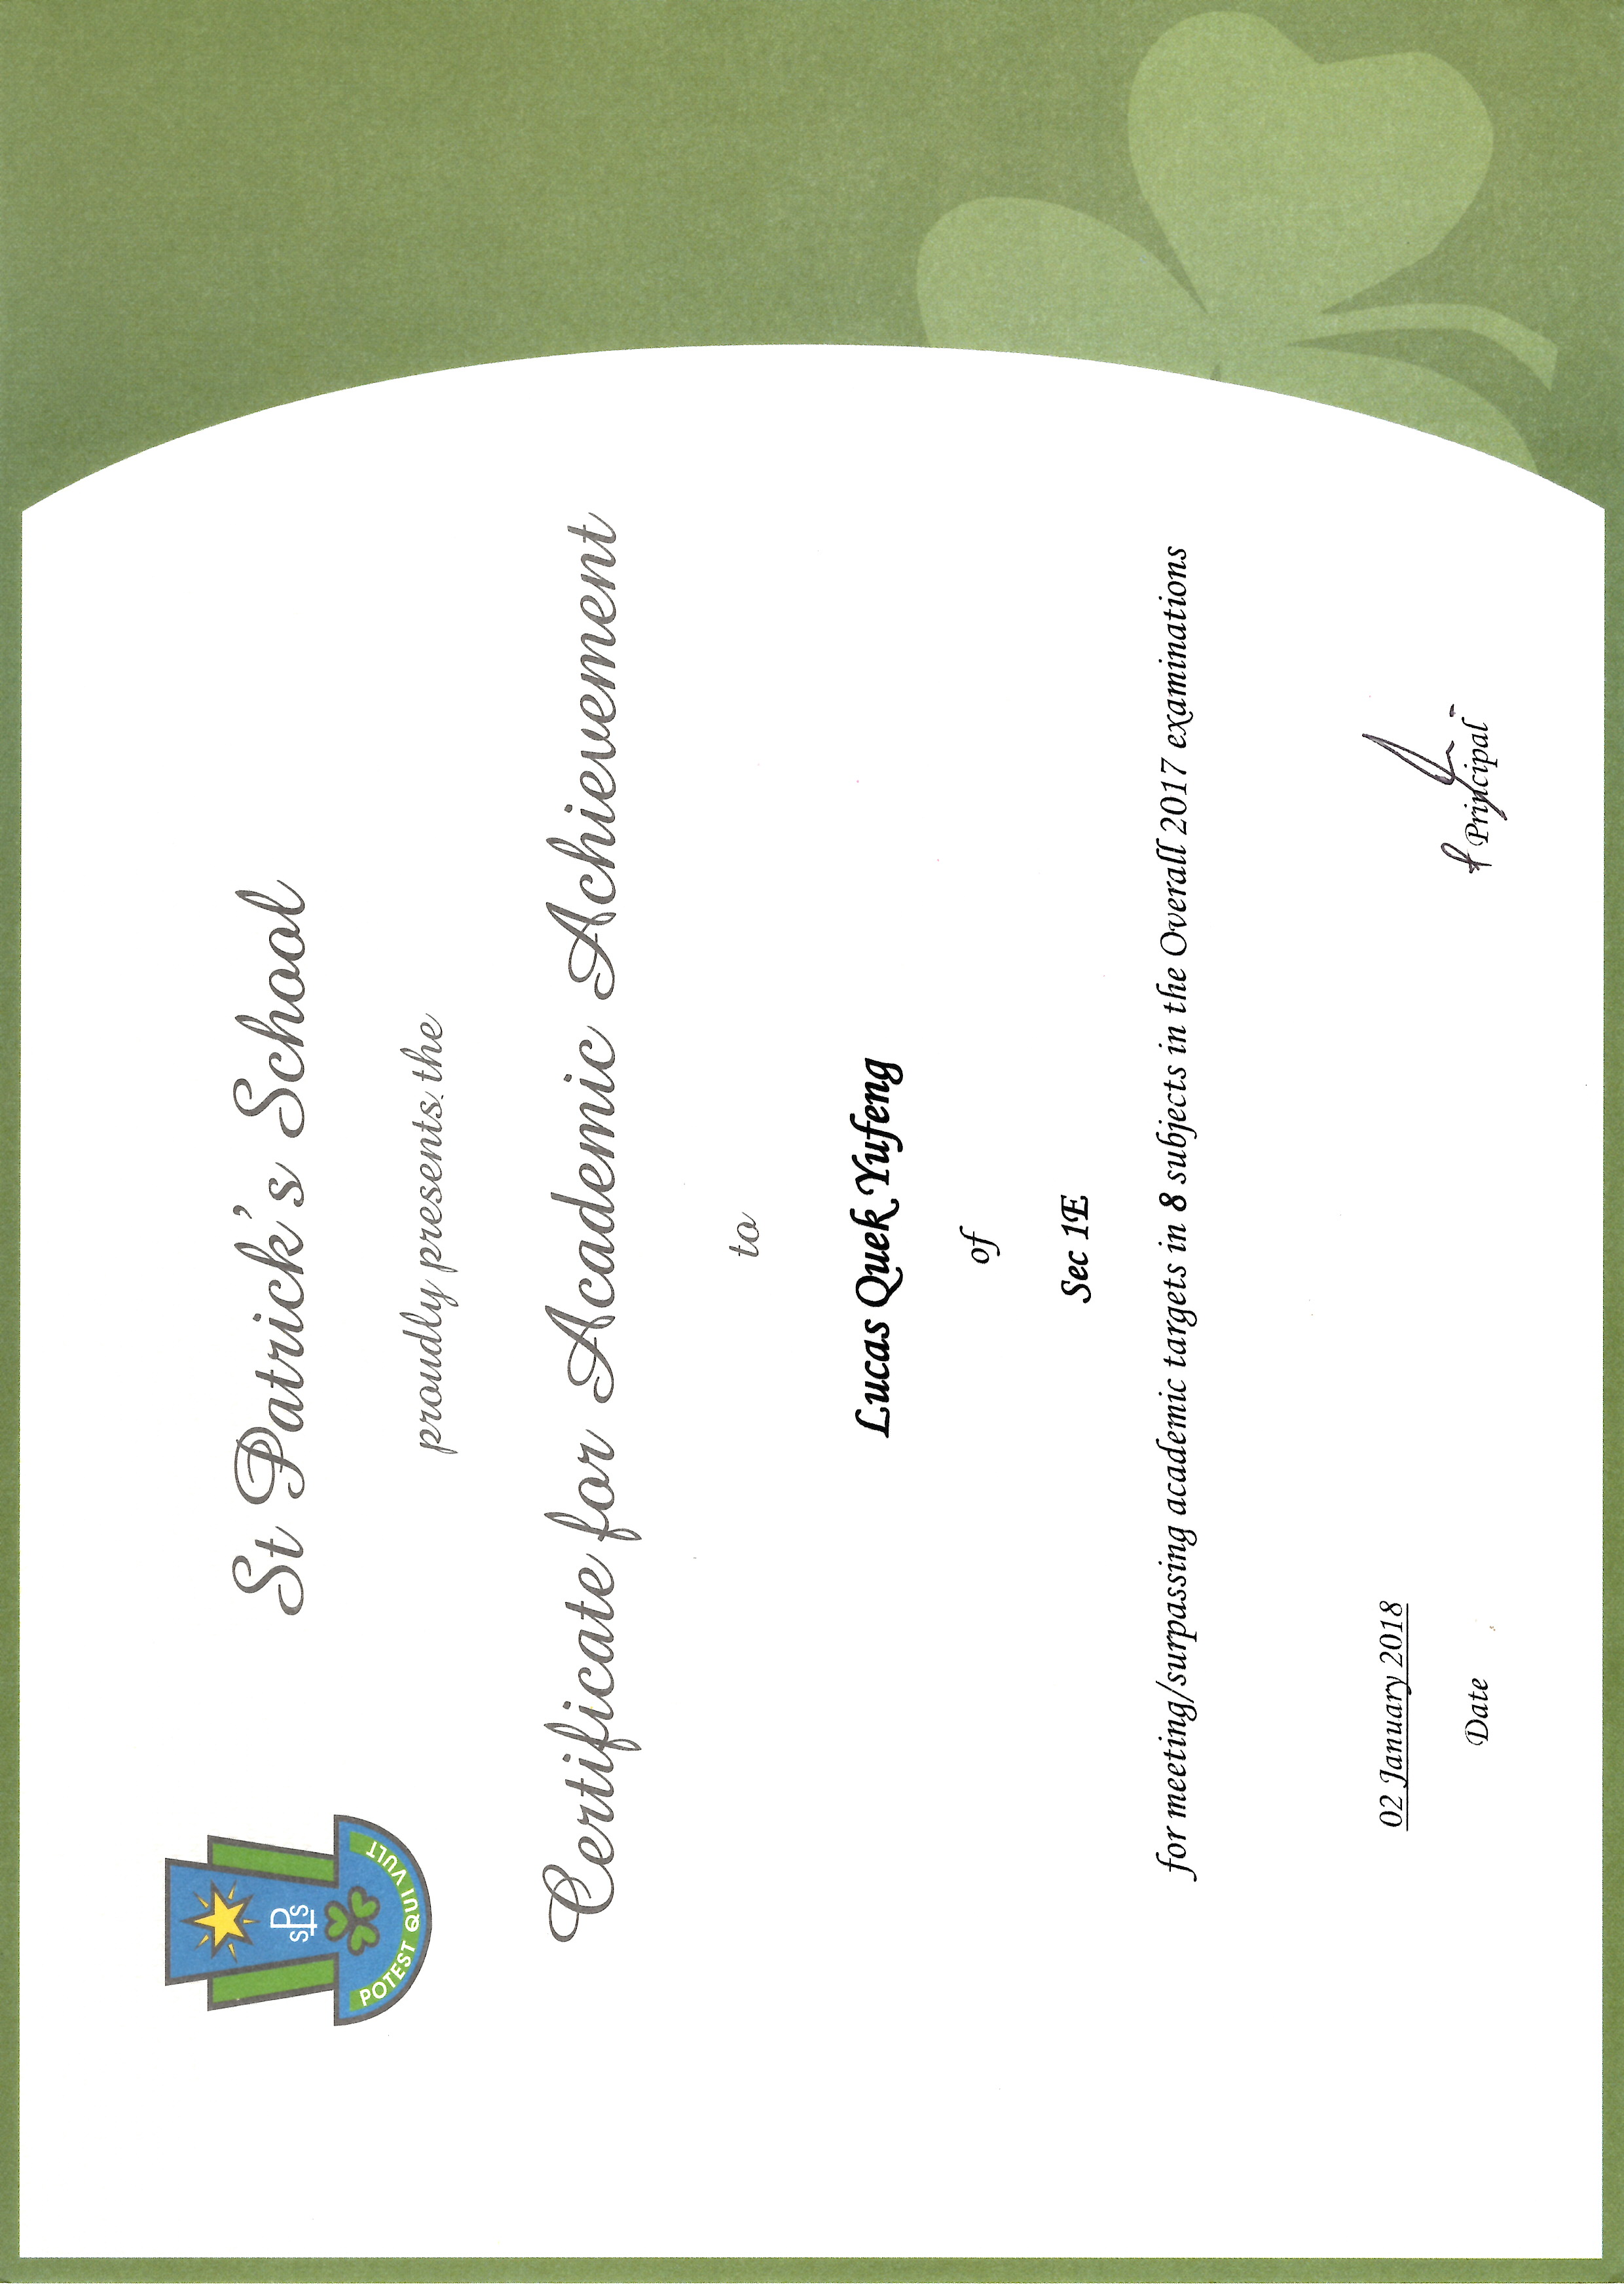 St Patrick's School
SPS
POTEST QUI VULT
proudly presents the
Certificate for Academic Achievement
to
Lucas Quek Yufeng
of
Sec 1E
for meeting/surpassing academic targets in 8 subjects in the Overall 2017 examinations
02 January 2018
Date
Principal